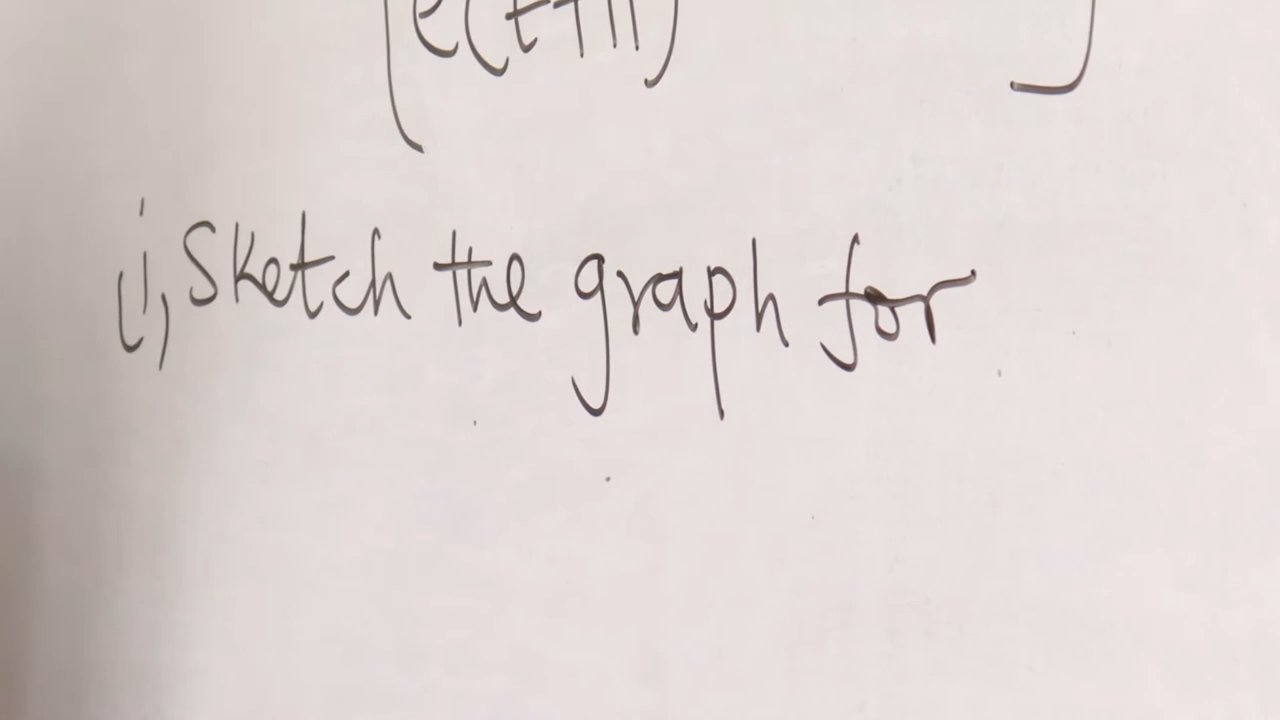 e(t+π)
i, Sketch the graph for